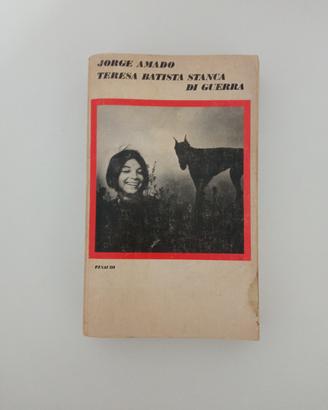 JORGE AMADO
TERESA BATISTA STANCA
DI GUERRA
EINAUDI